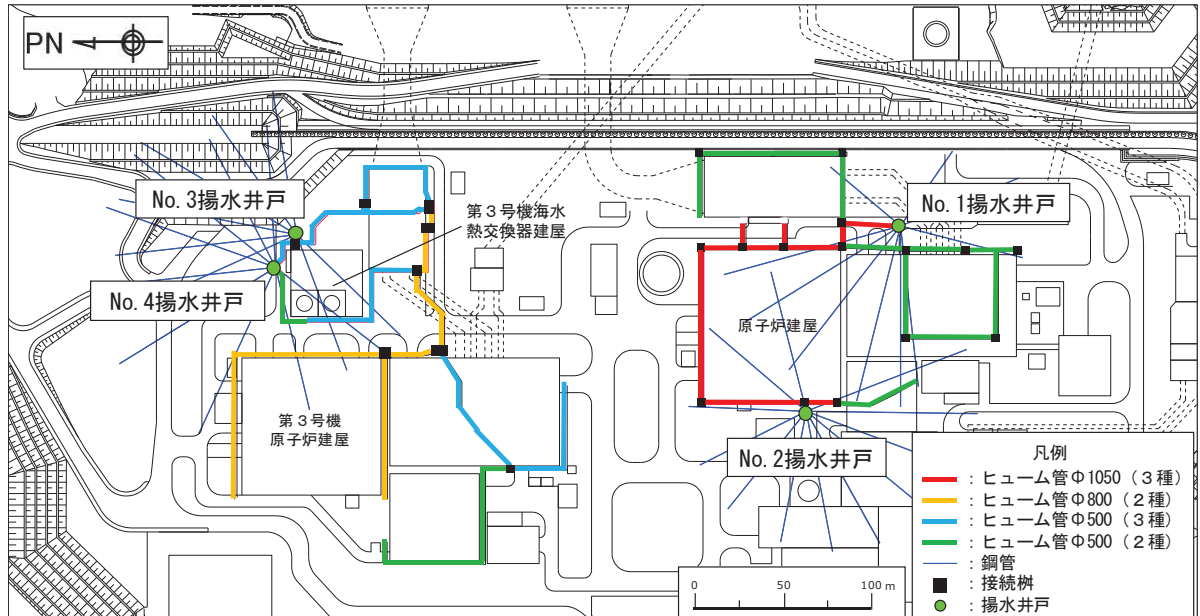 PN
No.3揚水井戸
第３号機海水
熱交換器建屋
No.1揚水井戸
No.4揚水井戸
原子炉建屋
第３号機
原子炉建屋
No.2揚水井戸
凡例
：ヒューム管Φ1050（３種）
：ヒューム管Φ800（２種）
：ヒューム管Φ500（３種）
：ヒューム管Φ500（２種）
：鋼管
：接続桝
：揚水井戸
0 50 100 m